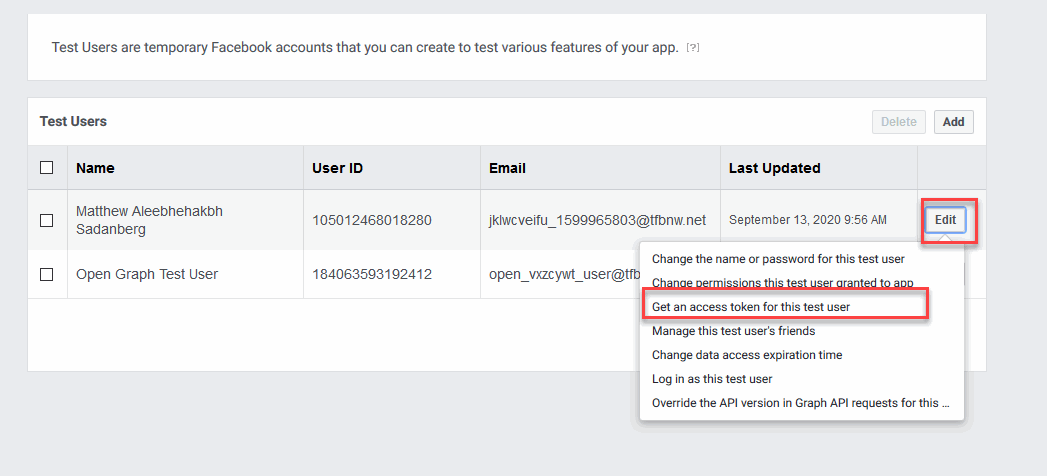 Test Users are temporary Facebook accounts that you can create to test various features of your app. [?]
Test Users
Delete
Add
Name
User ID
Email
Last Updated
Matthew Aleebhehakbh
Sadanberg
105012468018280
jklwcveifu_1599965803@tfbnw.net
September 13, 2020 9:56 AM
Edit
Open Graph Test User
184063593192412
open_vxzcywt_user@tfb
Change the name or password for this test user
Change permissions this test user granted to app
Get an access token for this test user
Manage this test user's friends
Change data access expiration time
Log in as this test user
Override the API version in Graph API requests for this ...